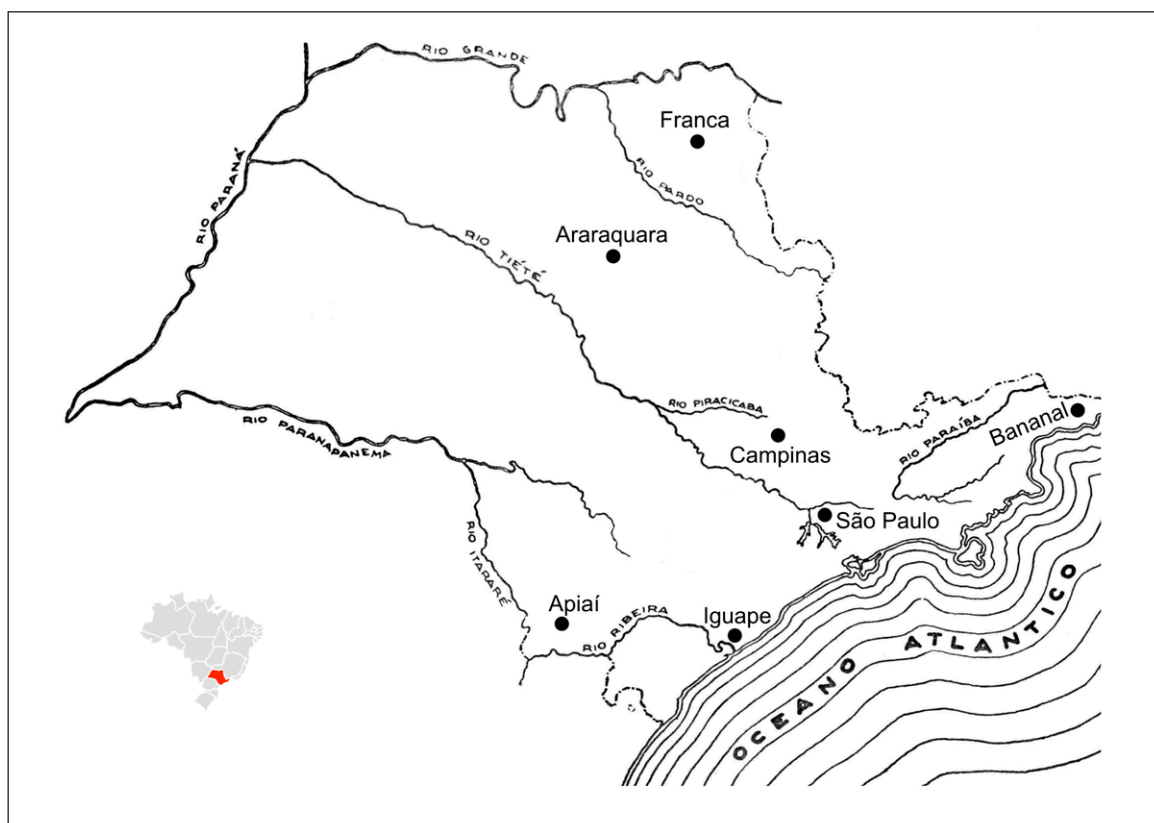 RIO GRANDE
Franca
RIO PARANÁ
RIO PARDO
Araraquara
RIO TIÉTÉ
RIO PIRACICABA
Bananal
RIO PARAÍBA
RIO PARANAPANEMA
Campinas
São Paulo
RIO ITARARÉ
Apiaí
RIO RIBEIRA
Iguape
OCEANO ATLANTICO